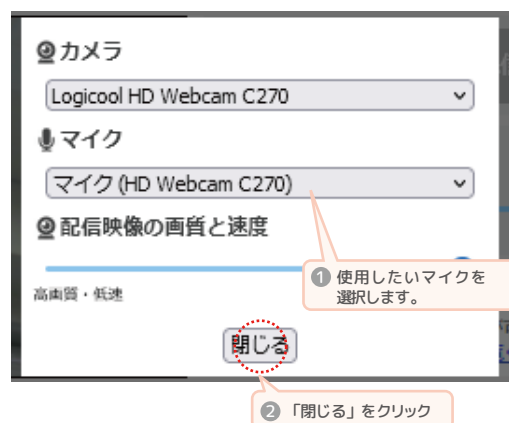 カメラ
Logicool HD Webcam C270
マイク
マイク (HD Webcam C270)
配信映像の画質と速度
1 使用したいマイクを
選択します。
高画質・低速
閉じる
2 「閉じる」をクリック